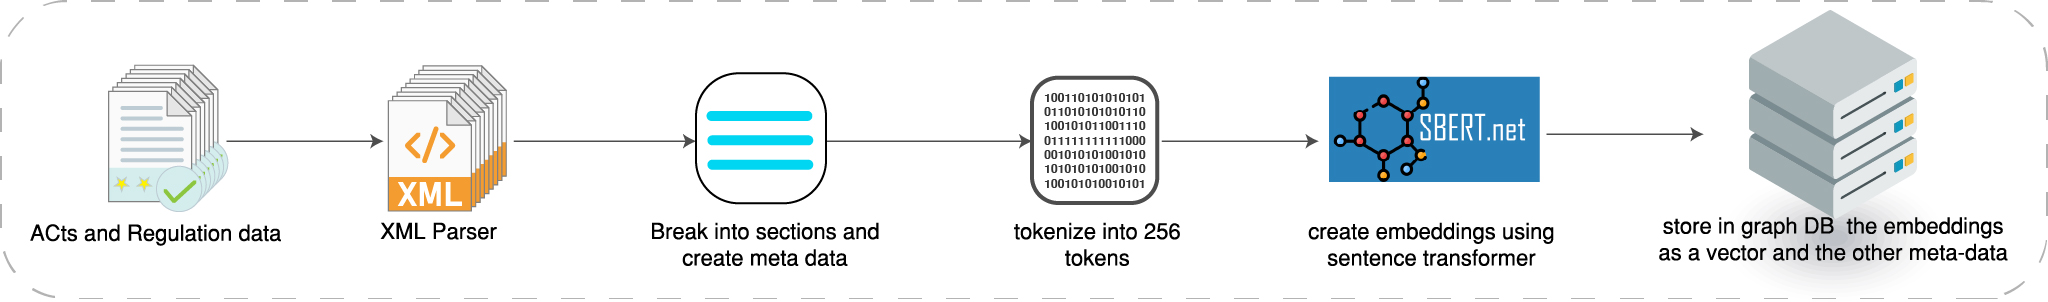 ACts and Regulation data
XML
XML Parser
Break into sections and
create meta data
100110101010101
011010101010110
100101011001110
011111111111000
001010101001010
101010101001010
100101010010101
tokenize into 256
tokens
SBERT.net
create embeddings using
sentence transformer
store in graph DB the embeddings
as a vector and the other meta-data